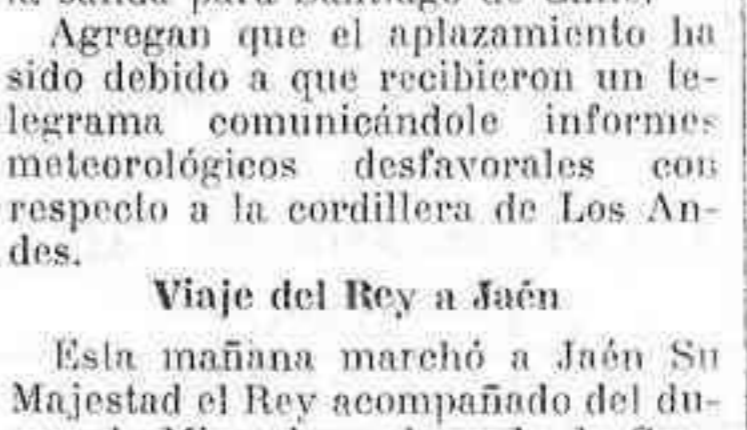 Agregan que el aplazamiento ha
sido debido a que recibieron un te-
legrama comunicándole informes
meteorológicos desfavorales con
respecto a la cordillera de Los An-
des.
Viaje del Rey a Jaén
Esta mañana marchó a Jaén Su
Majestad el Rey acompañado del du-